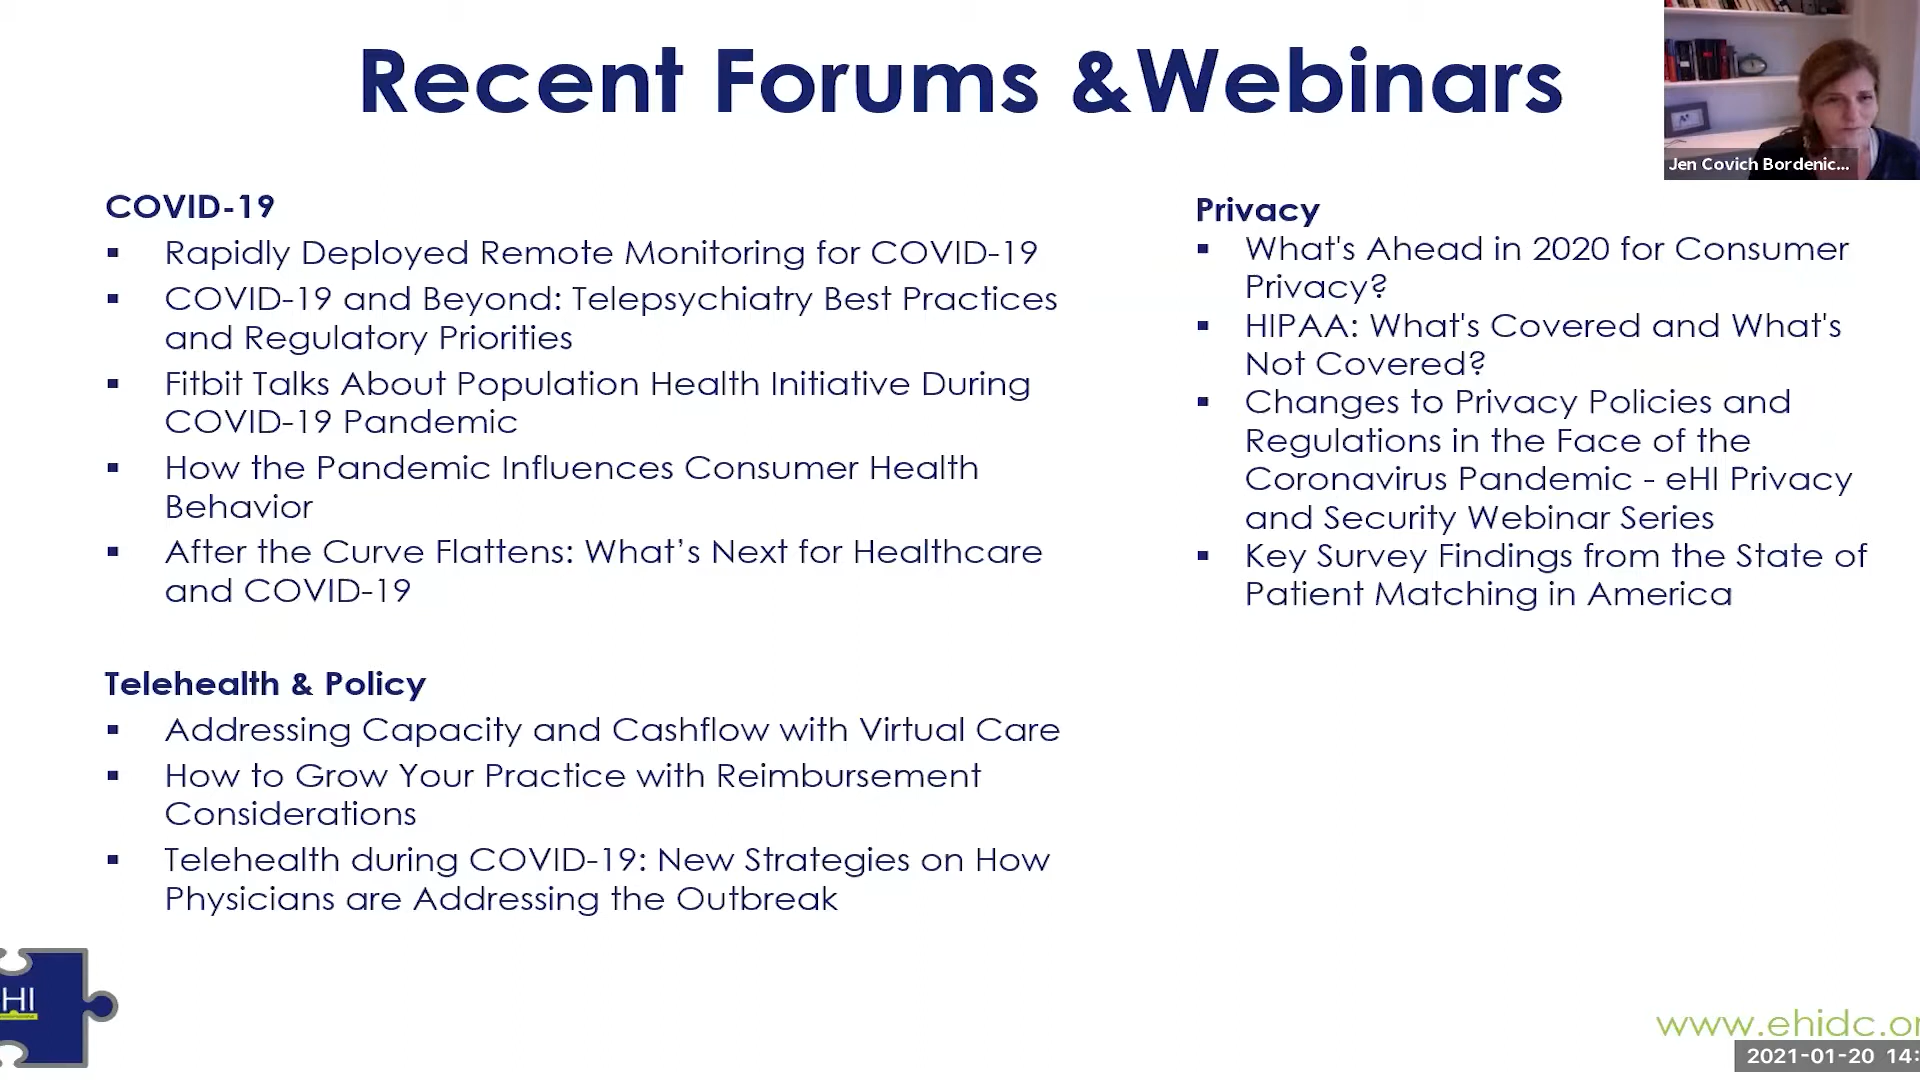 Recent Forums &Webinars
Jen Covich Bordenic...
COVID-19
▪ Rapidly Deployed Remote Monitoring for COVID-19
▪ COVID-19 and Beyond: Telepsychiatry Best Practices
and Regulatory Priorities
▪ Fitbit Talks About Population Health Initiative During
COVID-19 Pandemic
▪ How the Pandemic Influences Consumer Health
Behavior
▪ After the Curve Flattens: What’s Next for Healthcare
and COVID-19
Telehealth & Policy
▪ Addressing Capacity and Cashflow with Virtual Care
▪ How to Grow Your Practice with Reimbursement
Considerations
▪ Telehealth during COVID-19: New Strategies on How
Physicians are Addressing the Outbreak
Privacy
▪ What's Ahead in 2020 for Consumer
Privacy?
▪ HIPAA: What's Covered and What's
Not Covered?
▪ Changes to Privacy Policies and
Regulations in the Face of the
Coronavirus Pandemic - eHI Privacy
and Security Webinar Series
▪ Key Survey Findings from the State of
Patient Matching in America
HI
www.ehidc.or
2021-01-20 14: